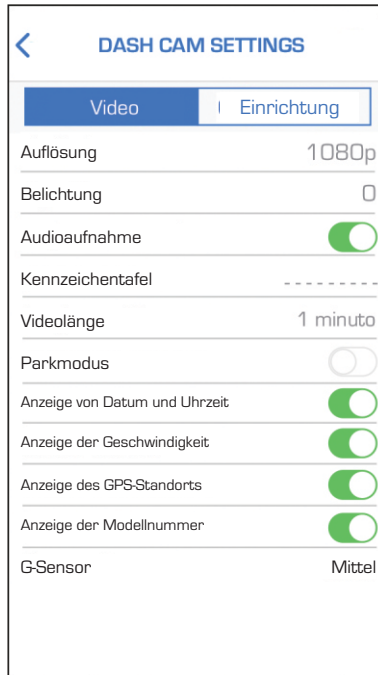 DASH CAM SETTINGS
Video Einrichtung
Auflösung 1080p
Belichtung 0
Audioaufnahme
Kennzeichentafel - - - - - - - - -
Videolänge 1 minuto
Parkmodus
Anzeige von Datum und Uhrzeit
Anzeige der Geschwindigkeit
Anzeige des GPS-Standorts
Anzeige der Modellnummer
G-Sensor Mittel